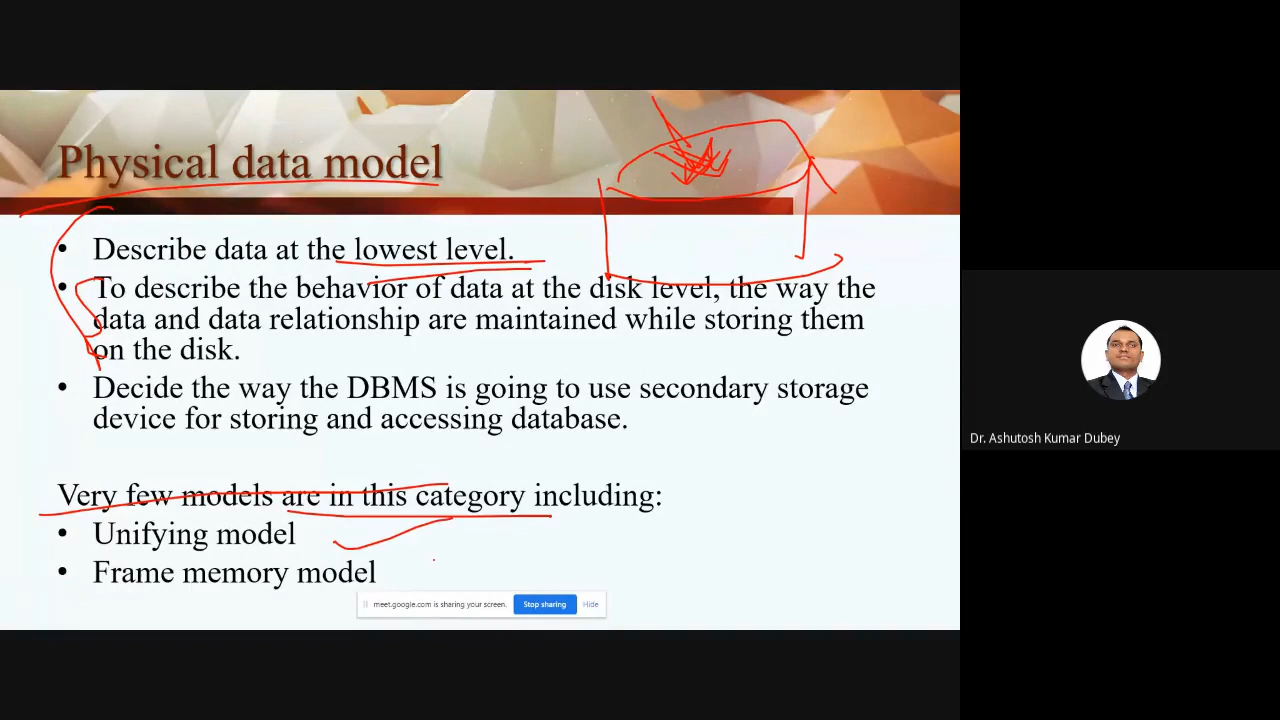 Physical data model
• Describe data at the lowest level.
• To describe the behavior of data at the disk level, the way the
data and data relationship are maintained while storing them
on the disk.
• Decide the way the DBMS is going to use secondary storage
device for storing and accessing database.
Very few models are in this category including:
• Unifying model
• Frame memory model
meet.google.com is sharing your screen. Stop sharing Hide
Dr. Ashutosh Kumar Dubey